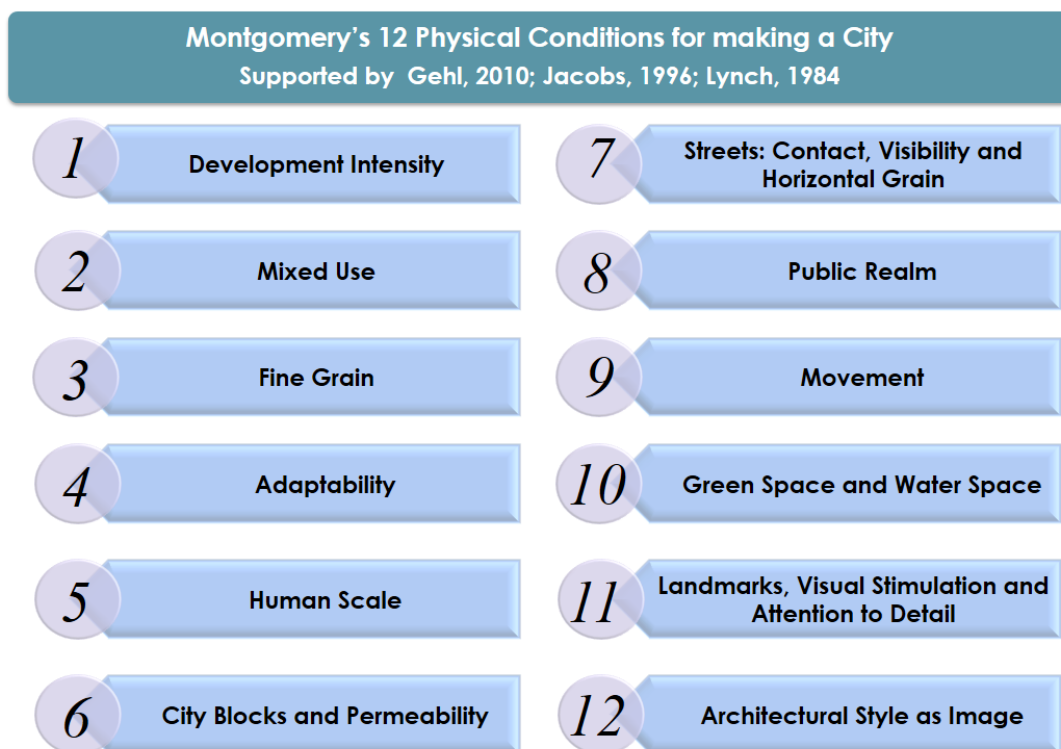 Montgomery's 12 Physical Conditions for making a City
Supported by Gehl, 2010; Jacobs, 1996; Lynch, 1984
1
Development Intensity
2
Mixed Use
3
Fine Grain
4
Adaptability
5
Human Scale
6
City Blocks and Permeability
7
Streets: Contact, Visibility and
Horizontal Grain
8
Public Realm
9
Movement
10
Green Space and Water Space
11
Landmarks, Visual Stimulation and
Attention to Detail
12
Architectural Style as Image